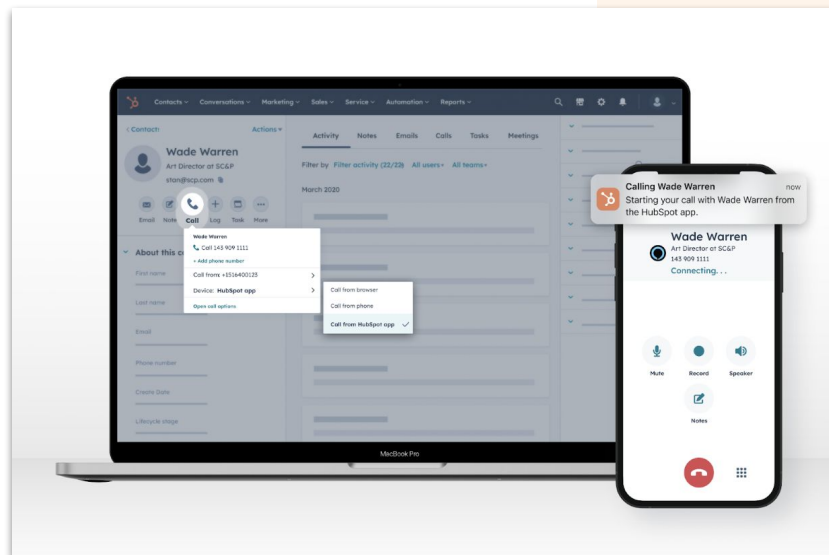 Contacts Conversations Marketing Sales Service Automation Reports
Contacts
Actions
Wade Warren
Art Director at SC&P
stan@scp.com
Email Note Call Log Task More
Wade Warren
Call 143 909 1111
+ Add phone number
Call from: +1516400123
Device: HubSpot app
Open call options
Call from browser
Call from phone
Call from HubSpot app
About this
First name
Last name
Email
Phone number
Create Date
Lifecycle stage
Activity Notes Emails Calls Tasks Meetings
Filter by Filter activity (22/22) All users All teams
March 2020
MacBook Pro
Calling Wade Warren now
Starting your call with Wade Warren from
the HubSpot app.
Wade Warren
Art Director at SC&P
143 909 1111
Connecting. . .
Mute Record Speaker
Notes